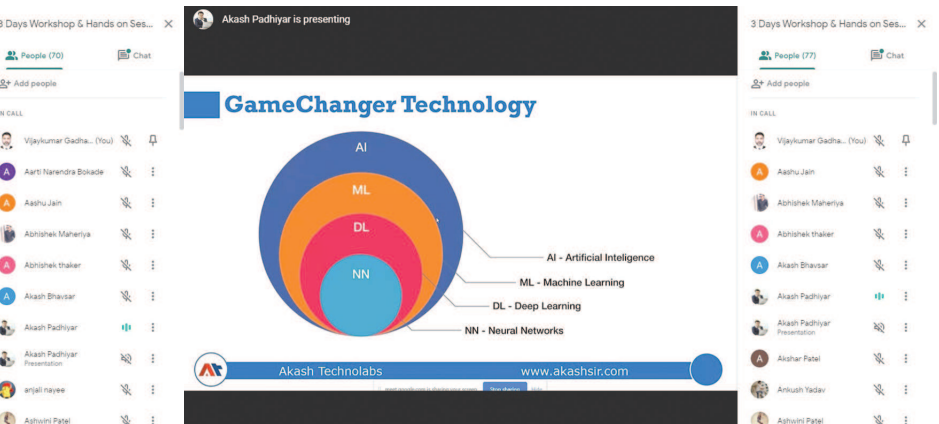 3 Days Workshop & Hands on Ses...
People (70)
Chat
Add people
IN CALL
Vijaykumar Gadha... (You)
A
Aarti Narendra Bokade
A
Aashu Jain
Abhishek Maheriya
A
Abhishek thaker
A
Akash Bhavsar
Akash Padhiyar
Akash Padhiyar
Presentation
anjali nayee
Ashwini Patel
Akash Padhiyar is presenting
GameChanger Technology
AI
ML
DL
NN
AI - Artificial Inteligence
ML - Machine Learning
DL - Deep Learning
NN - Neural Networks
Akash Technolabs
www.akashsir.com
Stop sharing
Hide
3 Days Workshop & Hands on Ses...
People (77)
Chat
Add people
IN CALL
Vijaykumar Gadha... (You)
A
Aashu Jain
Abhishek Maheriya
A
Abhishek thaker
A
Akash Bhavsar
Akash Padhiyar
Akash Padhiyar
Presentation
A
Akshar Patel
Ankush Yadav
Ashwini Patel